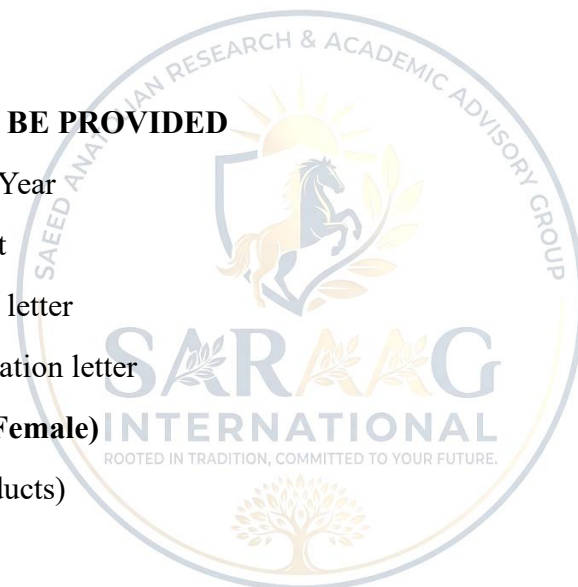 SAEED ANATOLIAN RESEARCH & ACADEMIC ADVISORY GROUP
BE PROVIDED
Year
t
letter
ation letter
Female)
ducts)
SARAAG
INTERNATIONAL
ROOTED IN TRADITION, COMMITTED TO YOUR FUTURE.